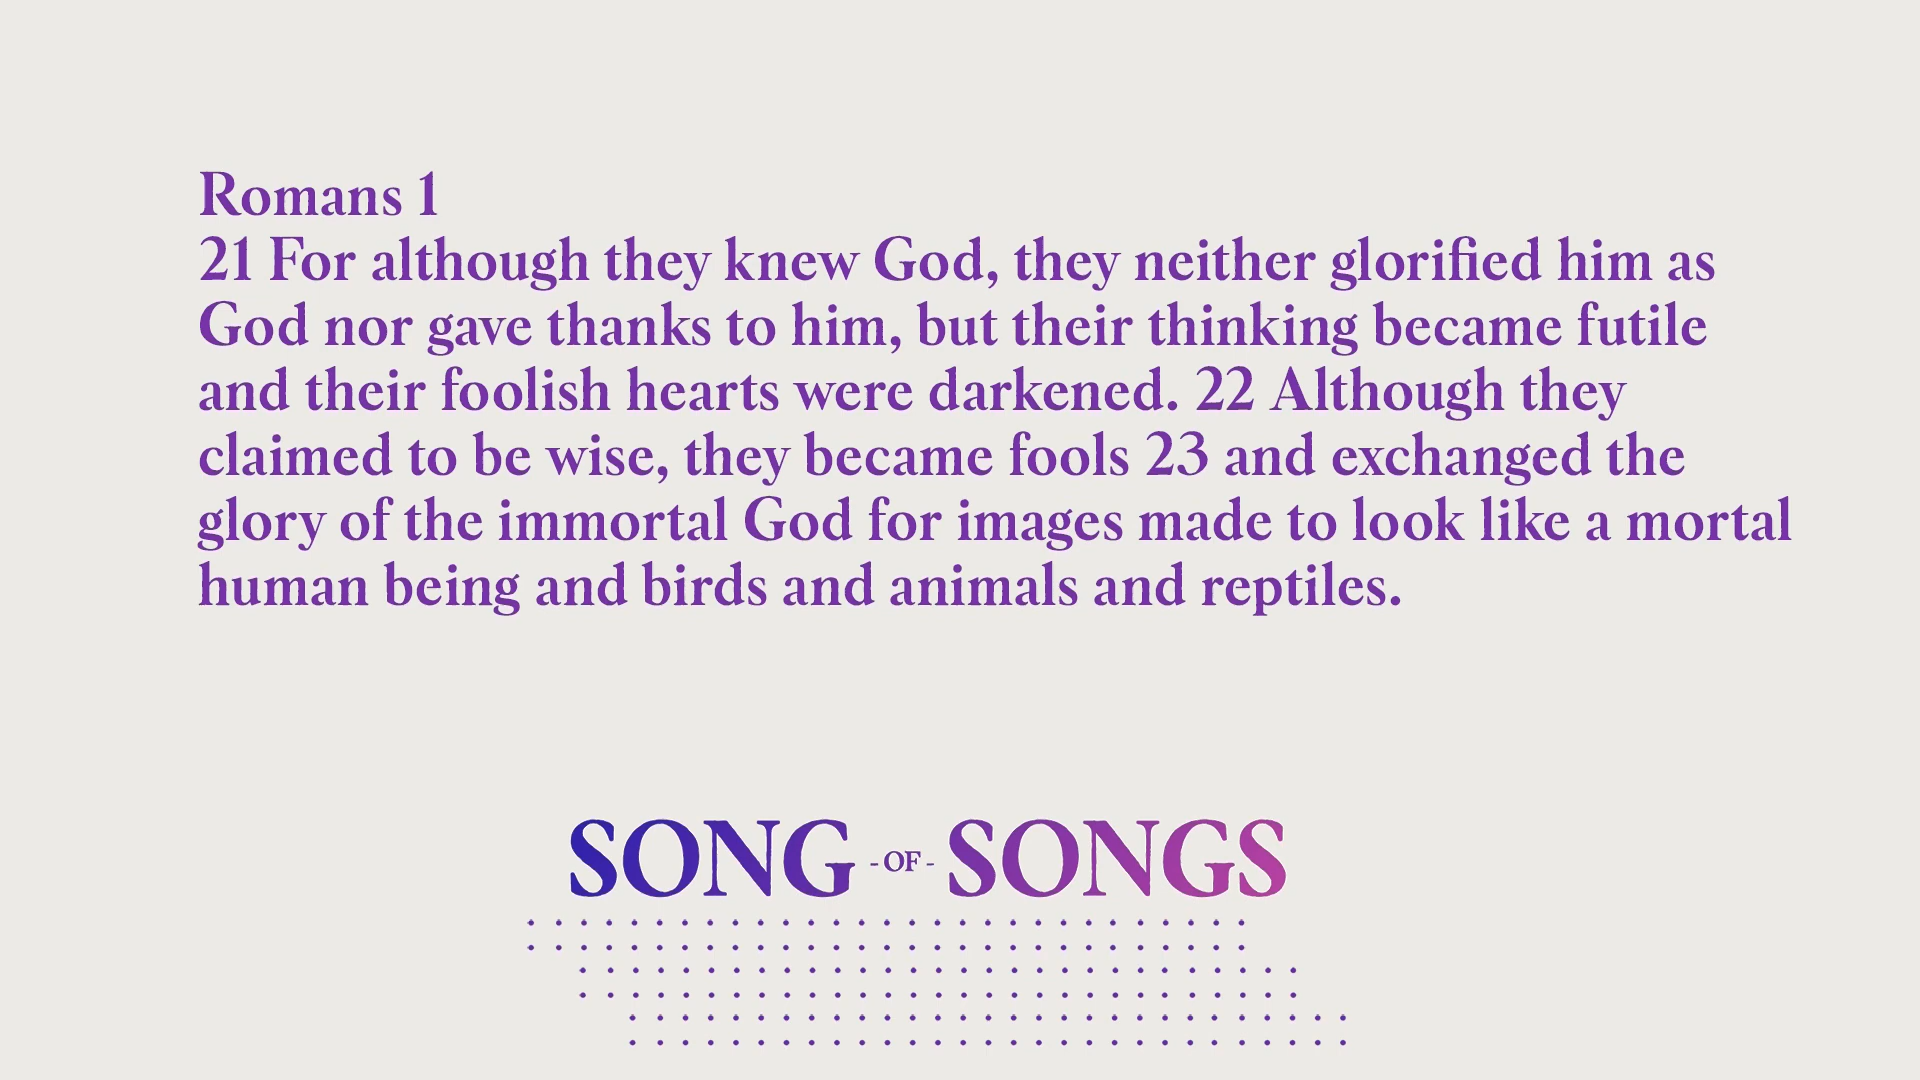 Romans 1
21 For although they knew God, they neither glorified him as
God nor gave thanks to him, but their thinking became futile
and their foolish hearts were darkened. 22 Although they
claimed to be wise, they became fools 23 and exchanged the
glory of the immortal God for images made to look like a mortal
human being and birds and animals and reptiles.
SONG -OF- SONGS